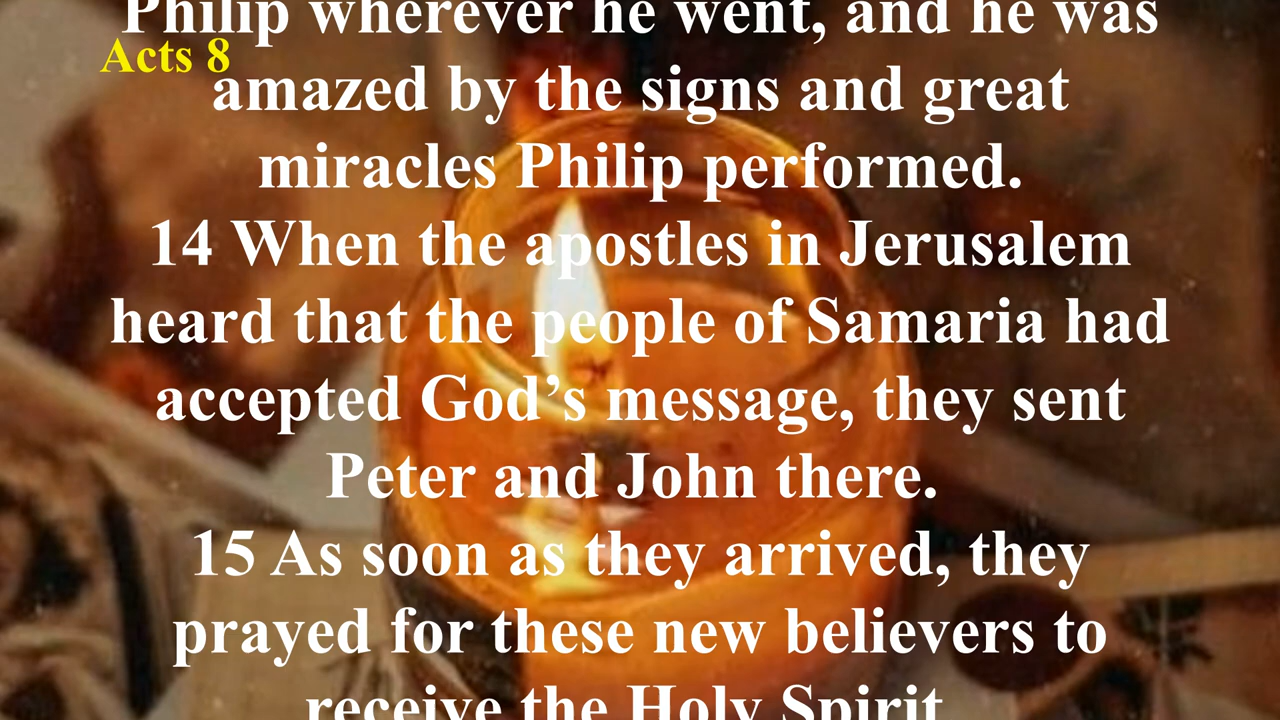 Philip wherever he went, and he was
Acts 8
amazed by the signs and great
miracles Philip performed.
14 When the apostles in Jerusalem
heard that the people of Samaria had
accepted God’s message, they sent
Peter and John there.
15 As soon as they arrived, they
prayed for these new believers to
receive the Holy Spirit